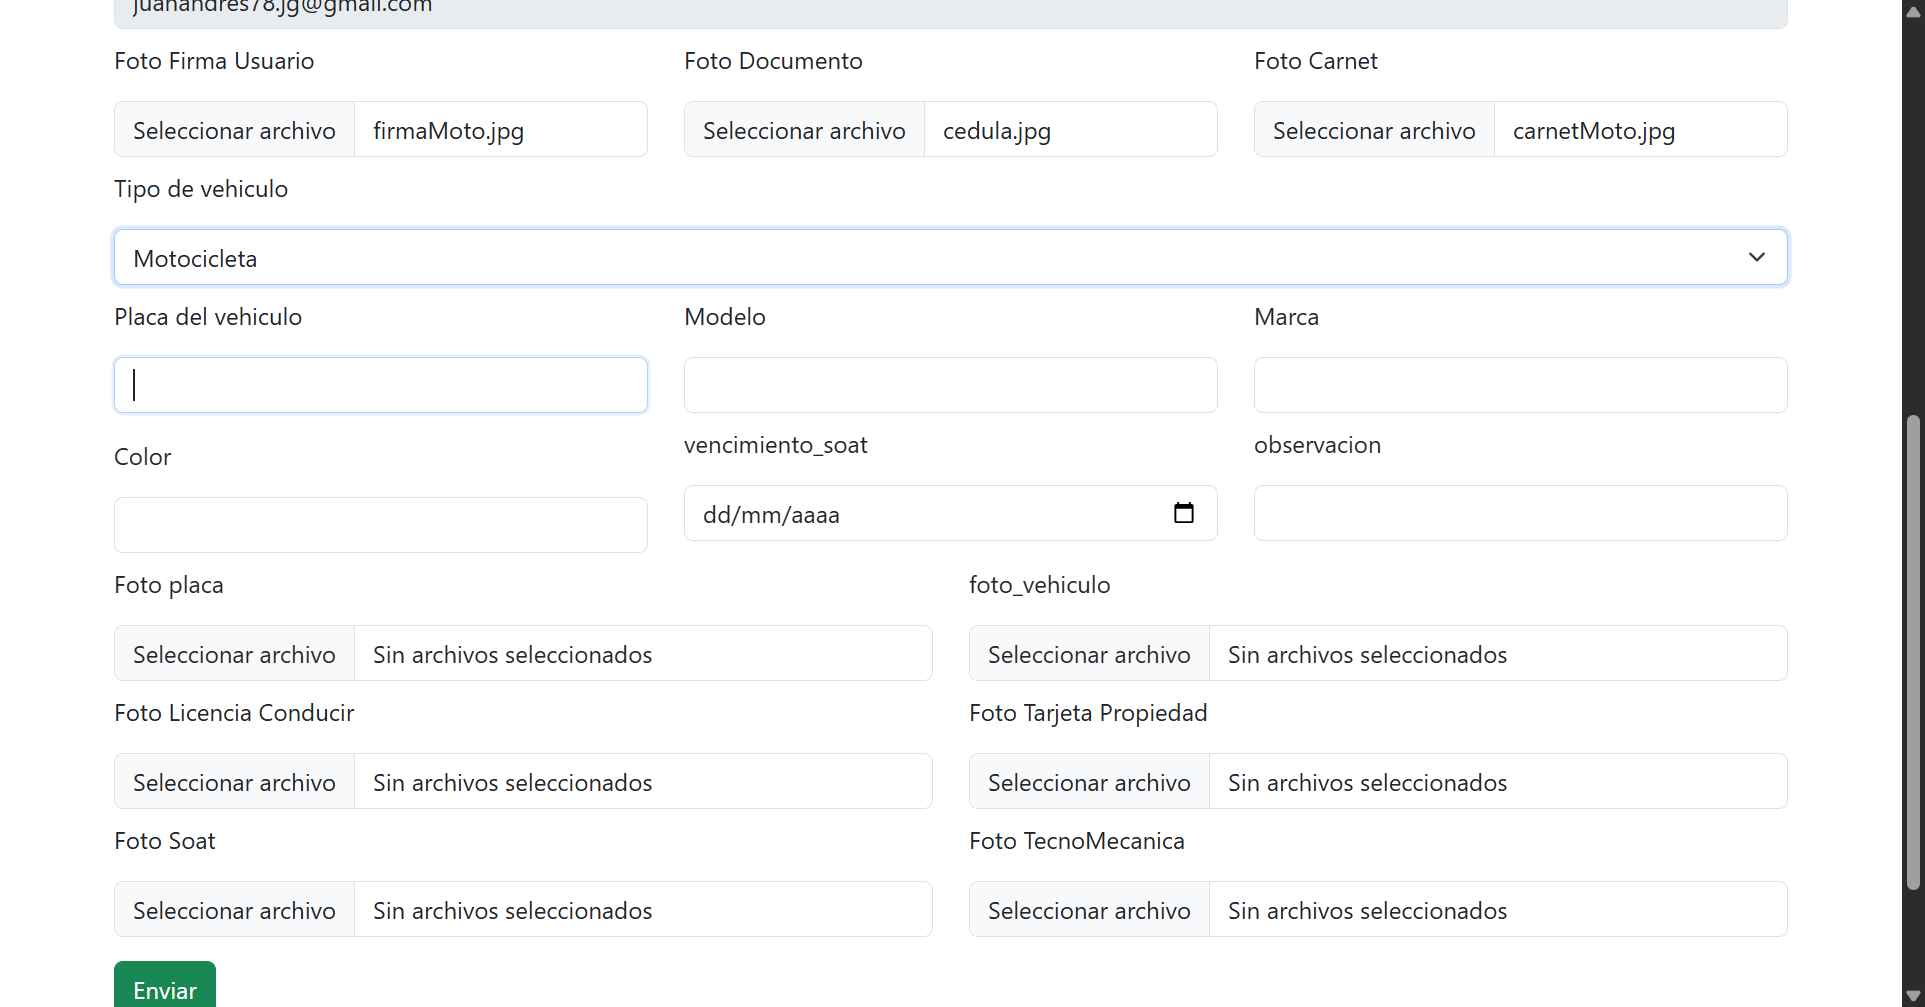 juanandres78.jg@gmail.com
Foto Firma Usuario Foto Documento Foto Carnet
Seleccionar archivo firmaMoto.jpg Seleccionar archivo cedula.jpg Seleccionar archivo carnetMoto.jpg
Tipo de vehiculo
Motocicleta
Placa del vehiculo Modelo Marca
Color vencimiento_soat observacion
dd/mm/aaaa
Foto placa foto_vehiculo
Seleccionar archivo Sin archivos seleccionados Seleccionar archivo Sin archivos seleccionados
Foto Licencia Conducir Foto Tarjeta Propiedad
Seleccionar archivo Sin archivos seleccionados Seleccionar archivo Sin archivos seleccionados
Foto Soat Foto TecnoMecanica
Seleccionar archivo Sin archivos seleccionados Seleccionar archivo Sin archivos seleccionados
Enviar